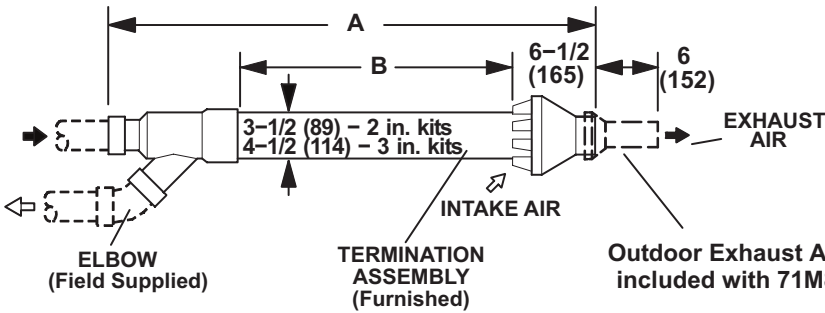 A
B
6–1/2
(165)
6
(152)
3–1/2 (89) – 2 in. kits
4–1/2 (114) – 3 in. kits
EXHAUST
AIR
INTAKE AIR
ELBOW
(Field Supplied)
TERMINATION
ASSEMBLY
(Furnished)
Outdoor Exhaust A
included with 71M